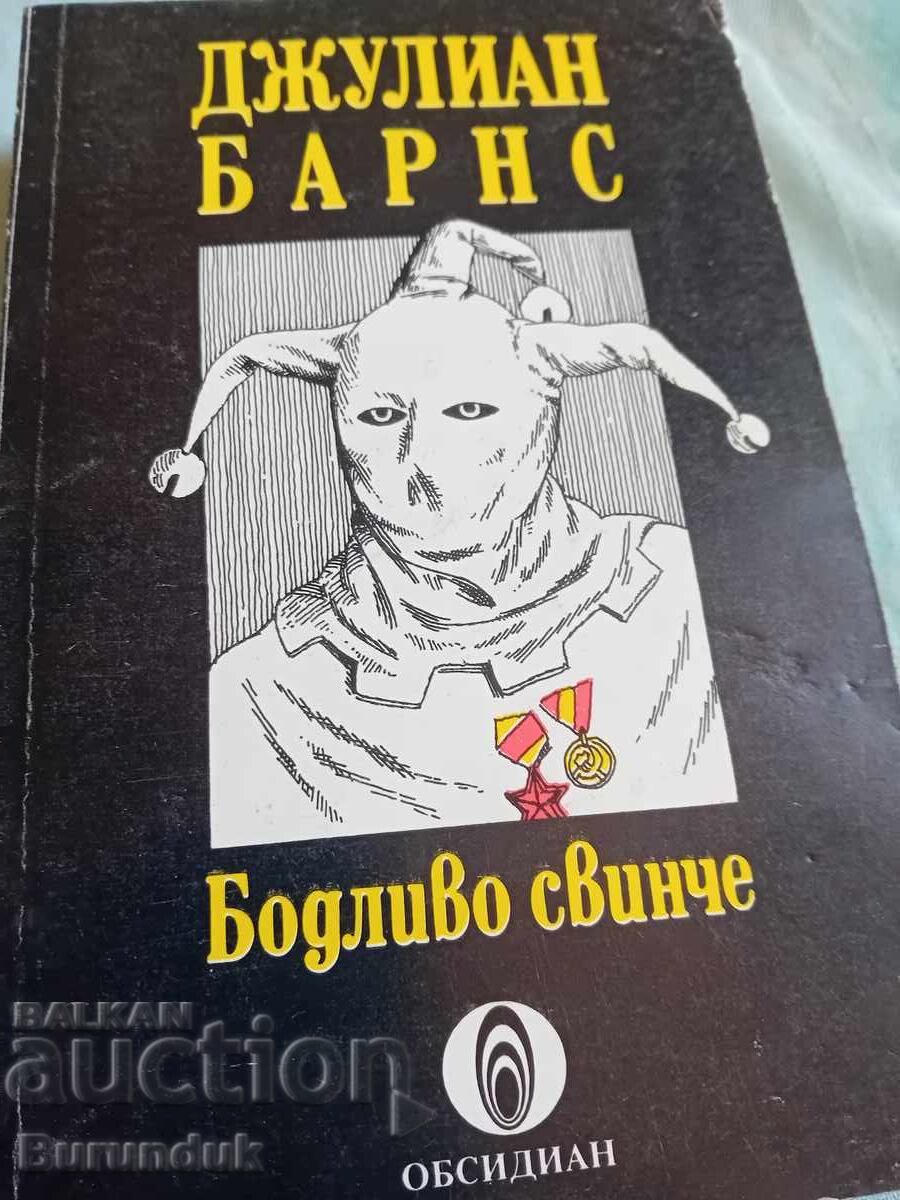 ДЖУЛИАН
БАРНС
Бодливо свинче
BALKAN
auction
Burunduk
ОБСИДИАН